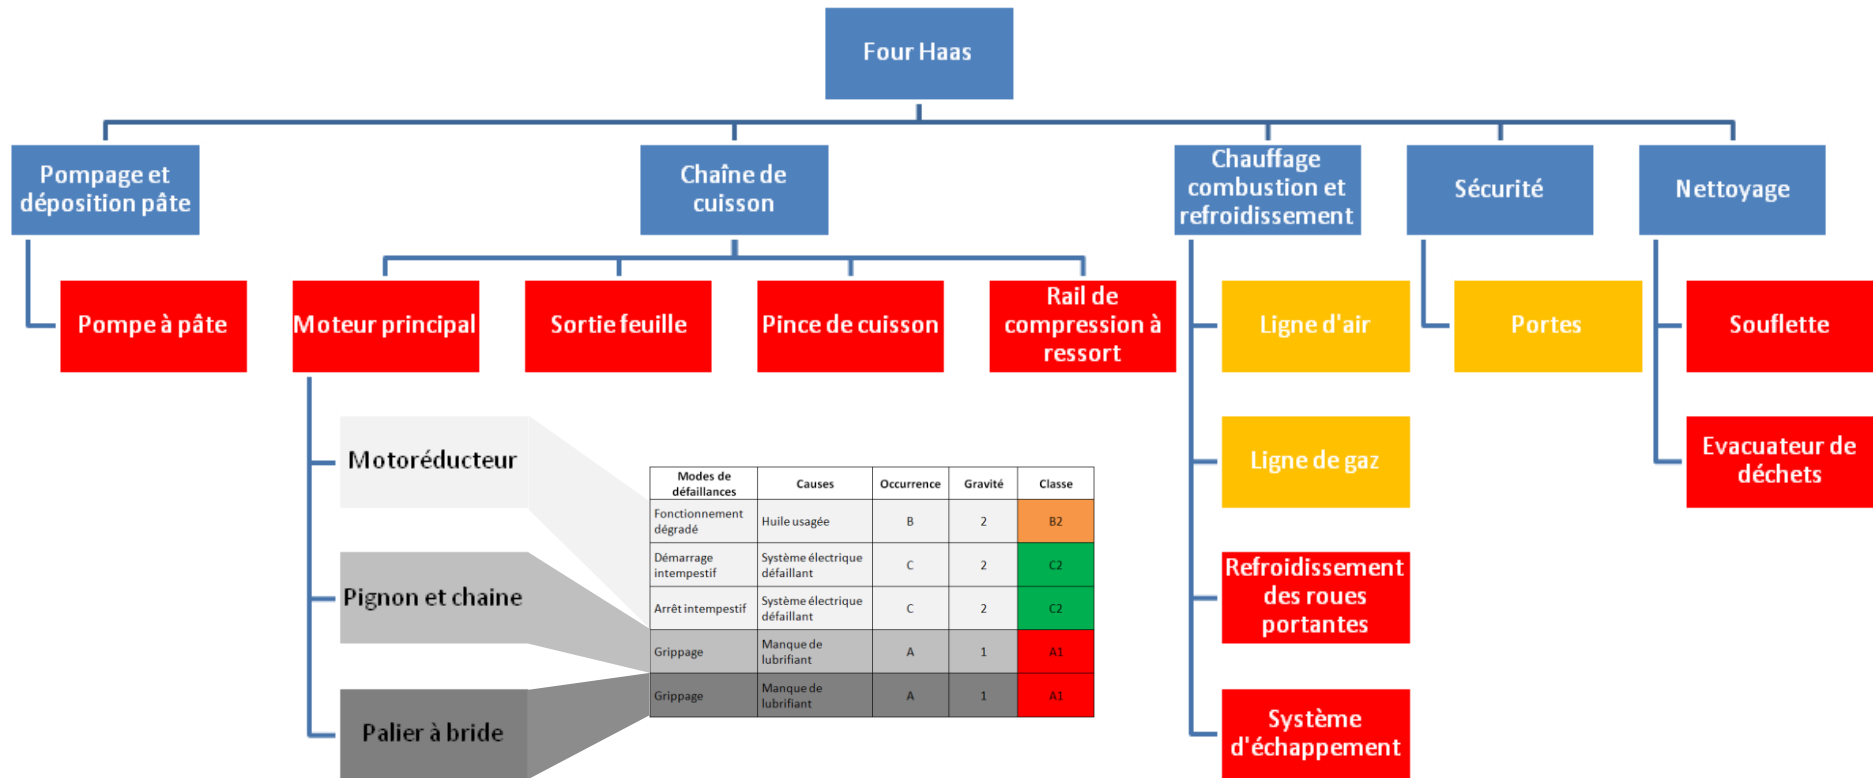 Four Haas
Pompage et
déposition pâte
Chaîne de
cuisson
Chauffage
combustion et
refroidissement
Sécurité
Nettoyage
Pompe à pâte
Moteur principal
Sortie feuille
Pince de cuisson
Rail de
compression à
ressort
Ligne d'air
Portes
Souflette
Motoréducteur
Ligne de gaz
Evacuateur de
déchets
Pignon et chaine
Refroidissement
des roues
portantes
Palier à bride
Système
d'échappement
Modes de
défaillances
Causes
Occurrence
Gravité
Classe
Fonctionnement
dégradé
Huile usagée
B
2
B2
Démarrage
intempestif
Système électrique
défaillant
C
2
C2
Arrêt intempestif
Système électrique
défaillant
C
2
C2
Grippage
Manque de
lubrifiant
A
1
A1
Grippage
Manque de
lubrifiant
A
1
A1